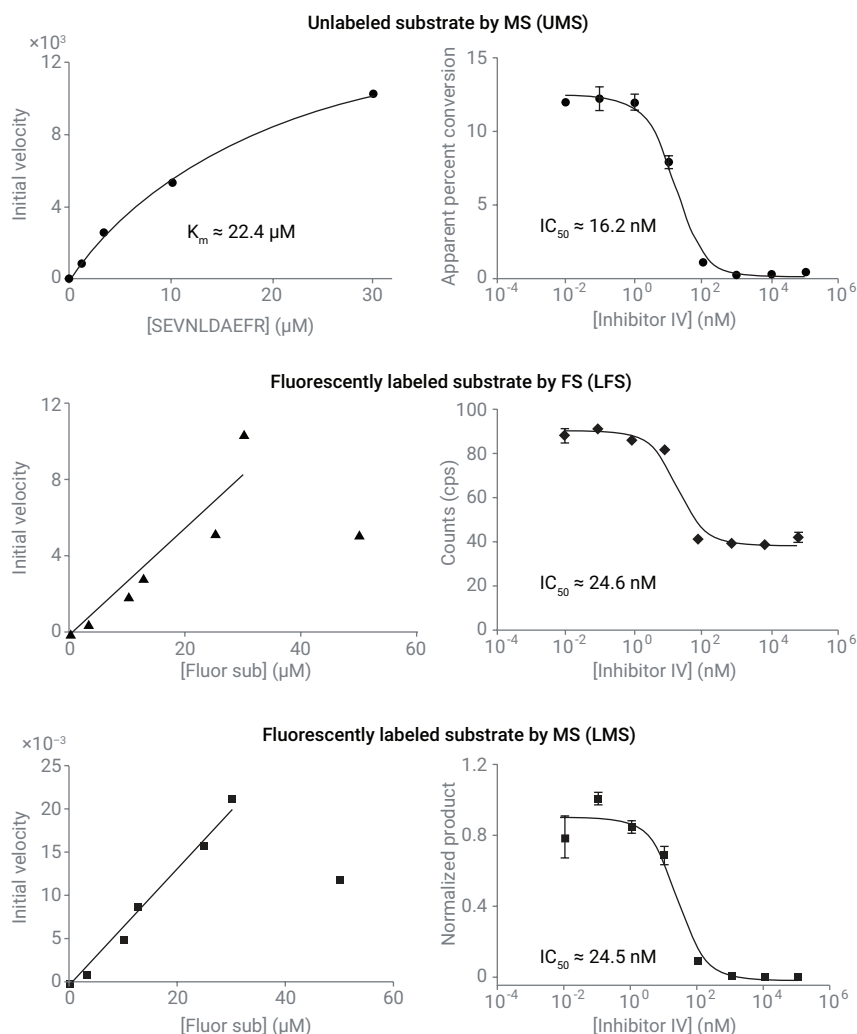 Unlabeled substrate by MS (UMS)
×10³
12
8
4
0
Initial velocity
Kₘ ≈ 22.4 µM
0 10 20 30
[SEVNLDAEFR] (µM)
15
10
5
0
Apparent percent conversion
IC₅₀ ≈ 16.2 nM
10⁻⁴ 10⁻² 10⁰ 10² 10⁴ 10⁶
[Inhibitor IV] (nM)
Fluorescently labeled substrate by FS (LFS)
12
8
4
0
Initial velocity
0 20 40 60
[Fluor sub] (µM)
100
80
60
40
20
0
Counts (cps)
IC₅₀ ≈ 24.6 nM
10⁻⁴ 10⁻² 10⁰ 10² 10⁴ 10⁶
[Inhibitor IV] (nM)
Fluorescently labeled substrate by MS (LMS)
×10⁻³
25
20
15
10
5
0
Initial velocity
0 20 40 60
[Fluor sub] (µM)
1.2
0.8
0.4
0
Normalized product
IC₅₀ ≈ 24.5 nM
10⁻⁴ 10⁻² 10⁰ 10² 10⁴ 10⁶
[Inhibitor IV] (nM)